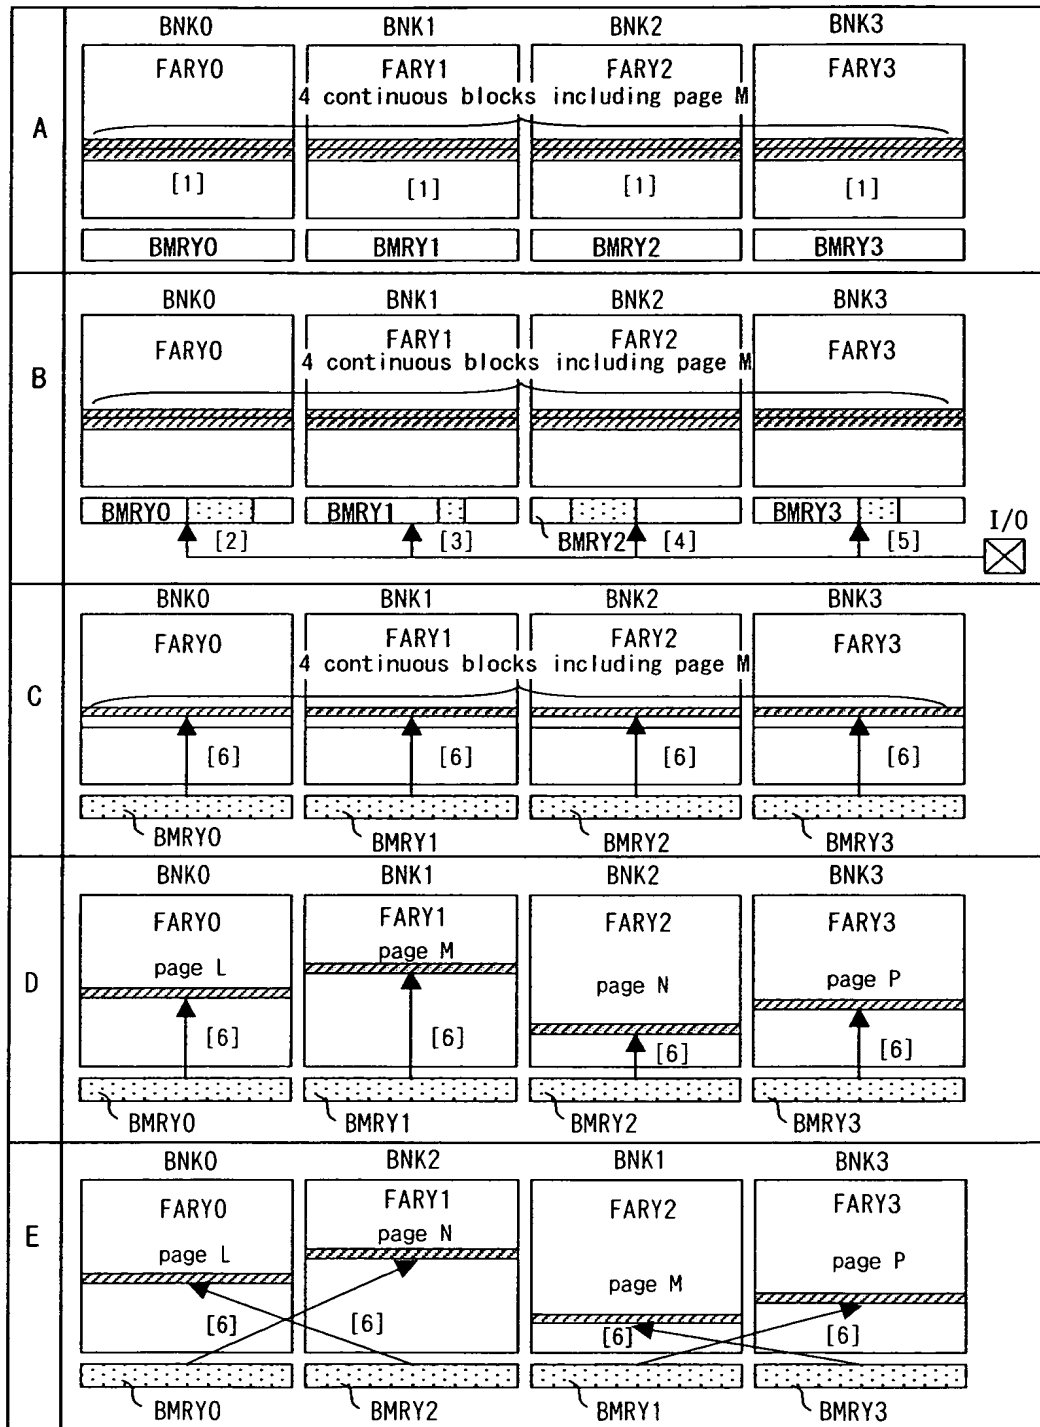 A
BNK0 BNK1 BNK2 BNK3
FARY0 FARY1 FARY2 FARY3
4 continuous blocks including page M
[1] [1] [1] [1]
BMRY0 BMRY1 BMRY2 BMRY3
B
BNK0 BNK1 BNK2 BNK3
FARY0 FARY1 FARY2 FARY3
4 continuous blocks including page M
BMRY0 BMRY1 BMRY2 BMRY3
I/O
[2] [3] [4] [5]
C
BNK0 BNK1 BNK2 BNK3
FARY0 FARY1 FARY2 FARY3
4 continuous blocks including page M
[6] [6] [6] [6]
BMRY0 BMRY1 BMRY2 BMRY3
D
BNK0 BNK1 BNK2 BNK3
FARY0 FARY1 FARY2 FARY3
page L page M page N page P
[6] [6] [6] [6]
BMRY0 BMRY1 BMRY2 BMRY3
E
BNK0 BNK2 BNK1 BNK3
FARY0 FARY1 FARY2 FARY3
page L page N page M page P
[6] [6] [6] [6]
BMRY0 BMRY2 BMRY1 BMRY3